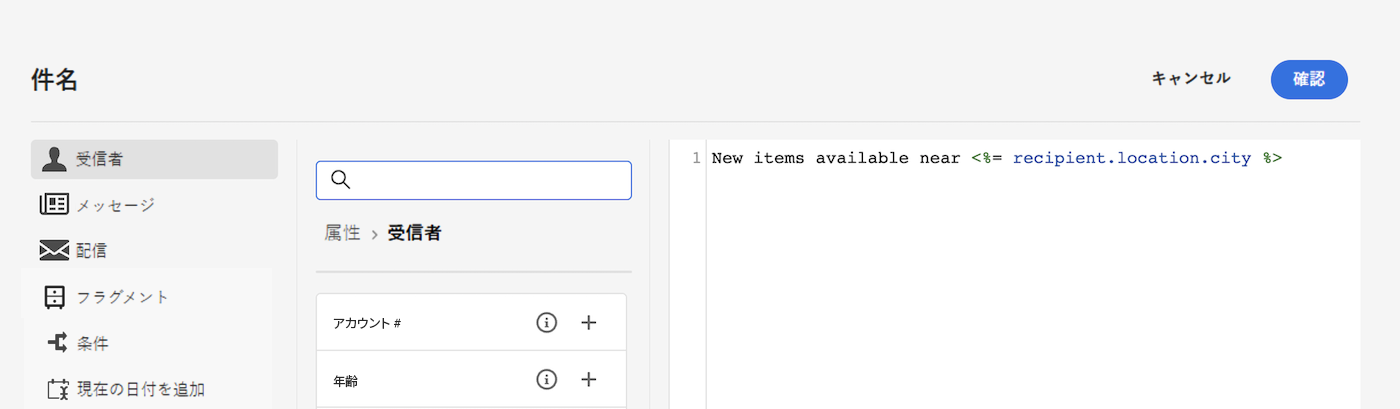 件名
キャンセル
確認
受信者
メッセージ
配信
フラグメント
条件
現在の日付を追加
属性 › 受信者
アカウント #
年齢
1 New items available near <%= recipient.location.city %>